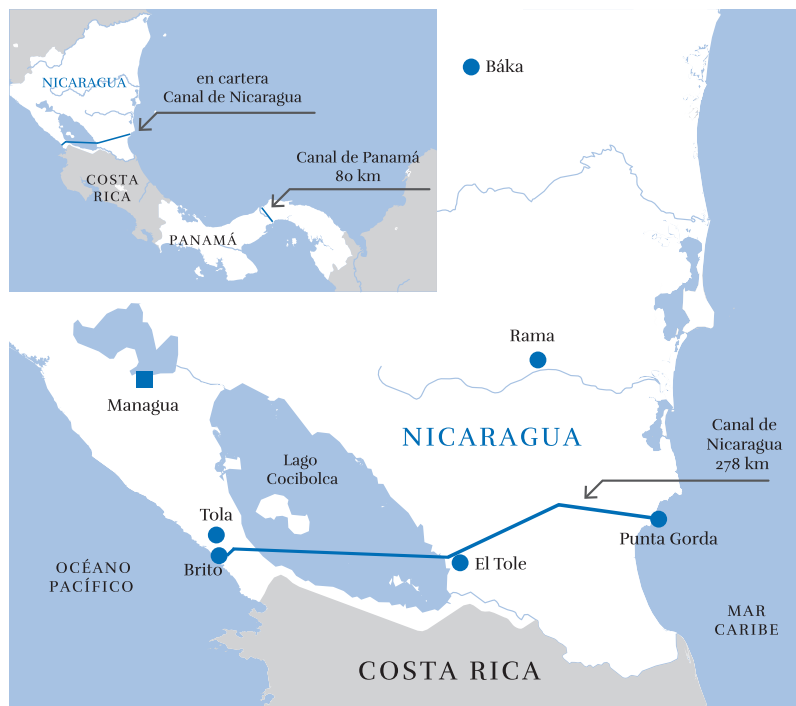 NICARAGUA
en cartera
Canal de Nicaragua
Canal de Panamá
80 km
COSTA
RICA
PANAMÁ
Báka
Rama
Managua
NICARAGUA
Canal de
Nicaragua
278 km
Lago
Cocibolca
Tola
Brito
El Tole
Punta Gorda
OCÉANO
PACÍFICO
MAR
CARIBE
COSTA RICA